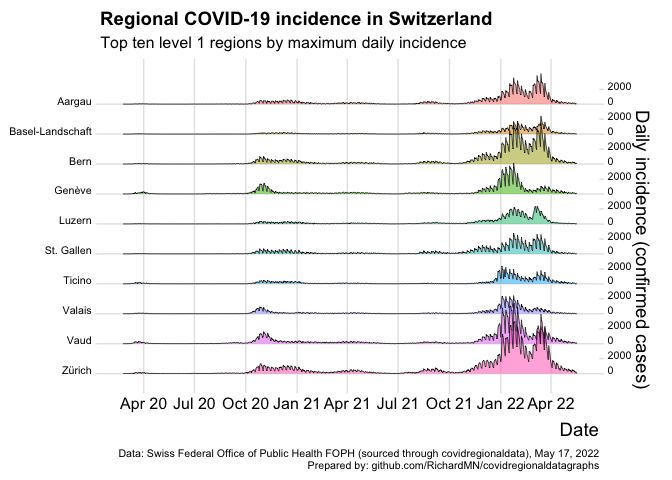 Regional COVID-19 incidence in Switzerland
Top ten level 1 regions by maximum daily incidence
Aargau
Basel-Landschaft
Bern
Genève
Luzern
St. Gallen
Ticino
Valais
Vaud
Zürich
2000
0
2000
0
2000
0
2000
0
2000
0
2000
0
2000
0
2000
0
2000
0
2000
0
Daily incidence (confirmed cases)
Apr 20 Jul 20 Oct 20 Jan 21 Apr 21 Jul 21 Oct 21 Jan 22 Apr 22
Date
Data: Swiss Federal Office of Public Health FOPH (sourced through covidregionaldata), May 17, 2022
Prepared by: github.com/RichardMN/covidregionaldatagraphs